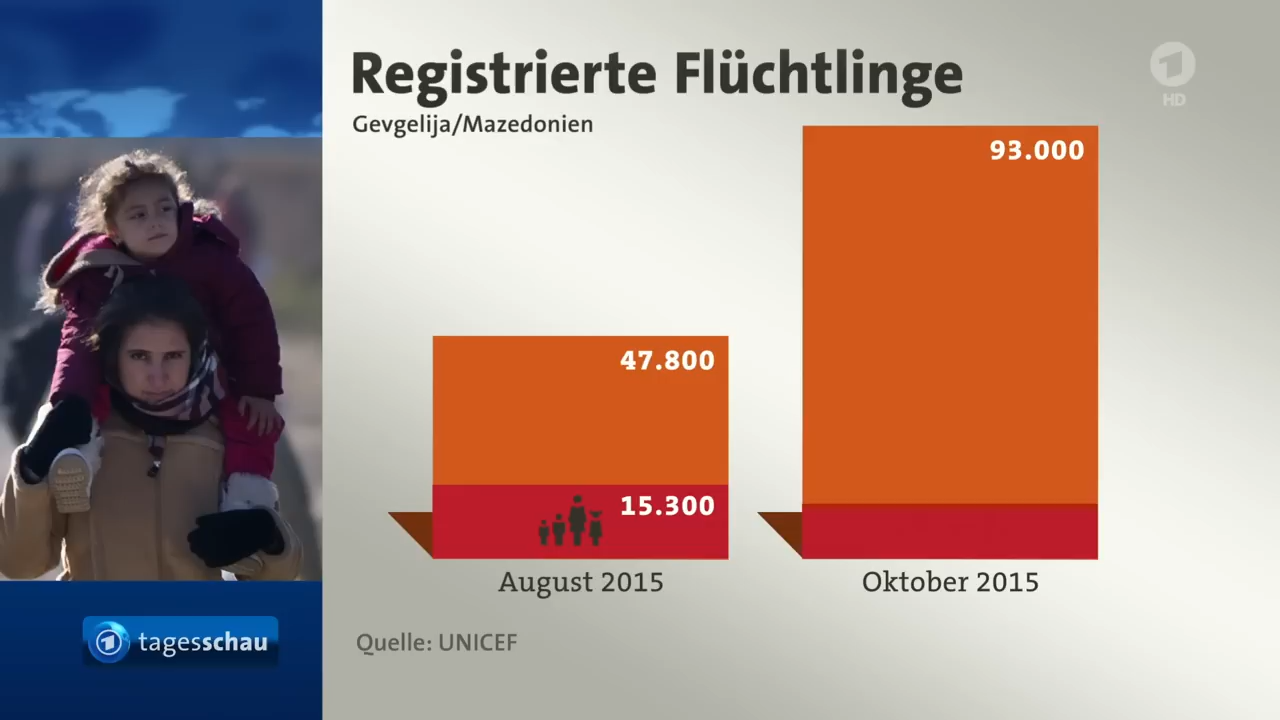 Registrierte Flüchtlinge
Gevgelija/Mazedonien
1
HD
93.000
47.800
15.300
August 2015
Oktober 2015
Quelle: UNICEF
1 tagesschau